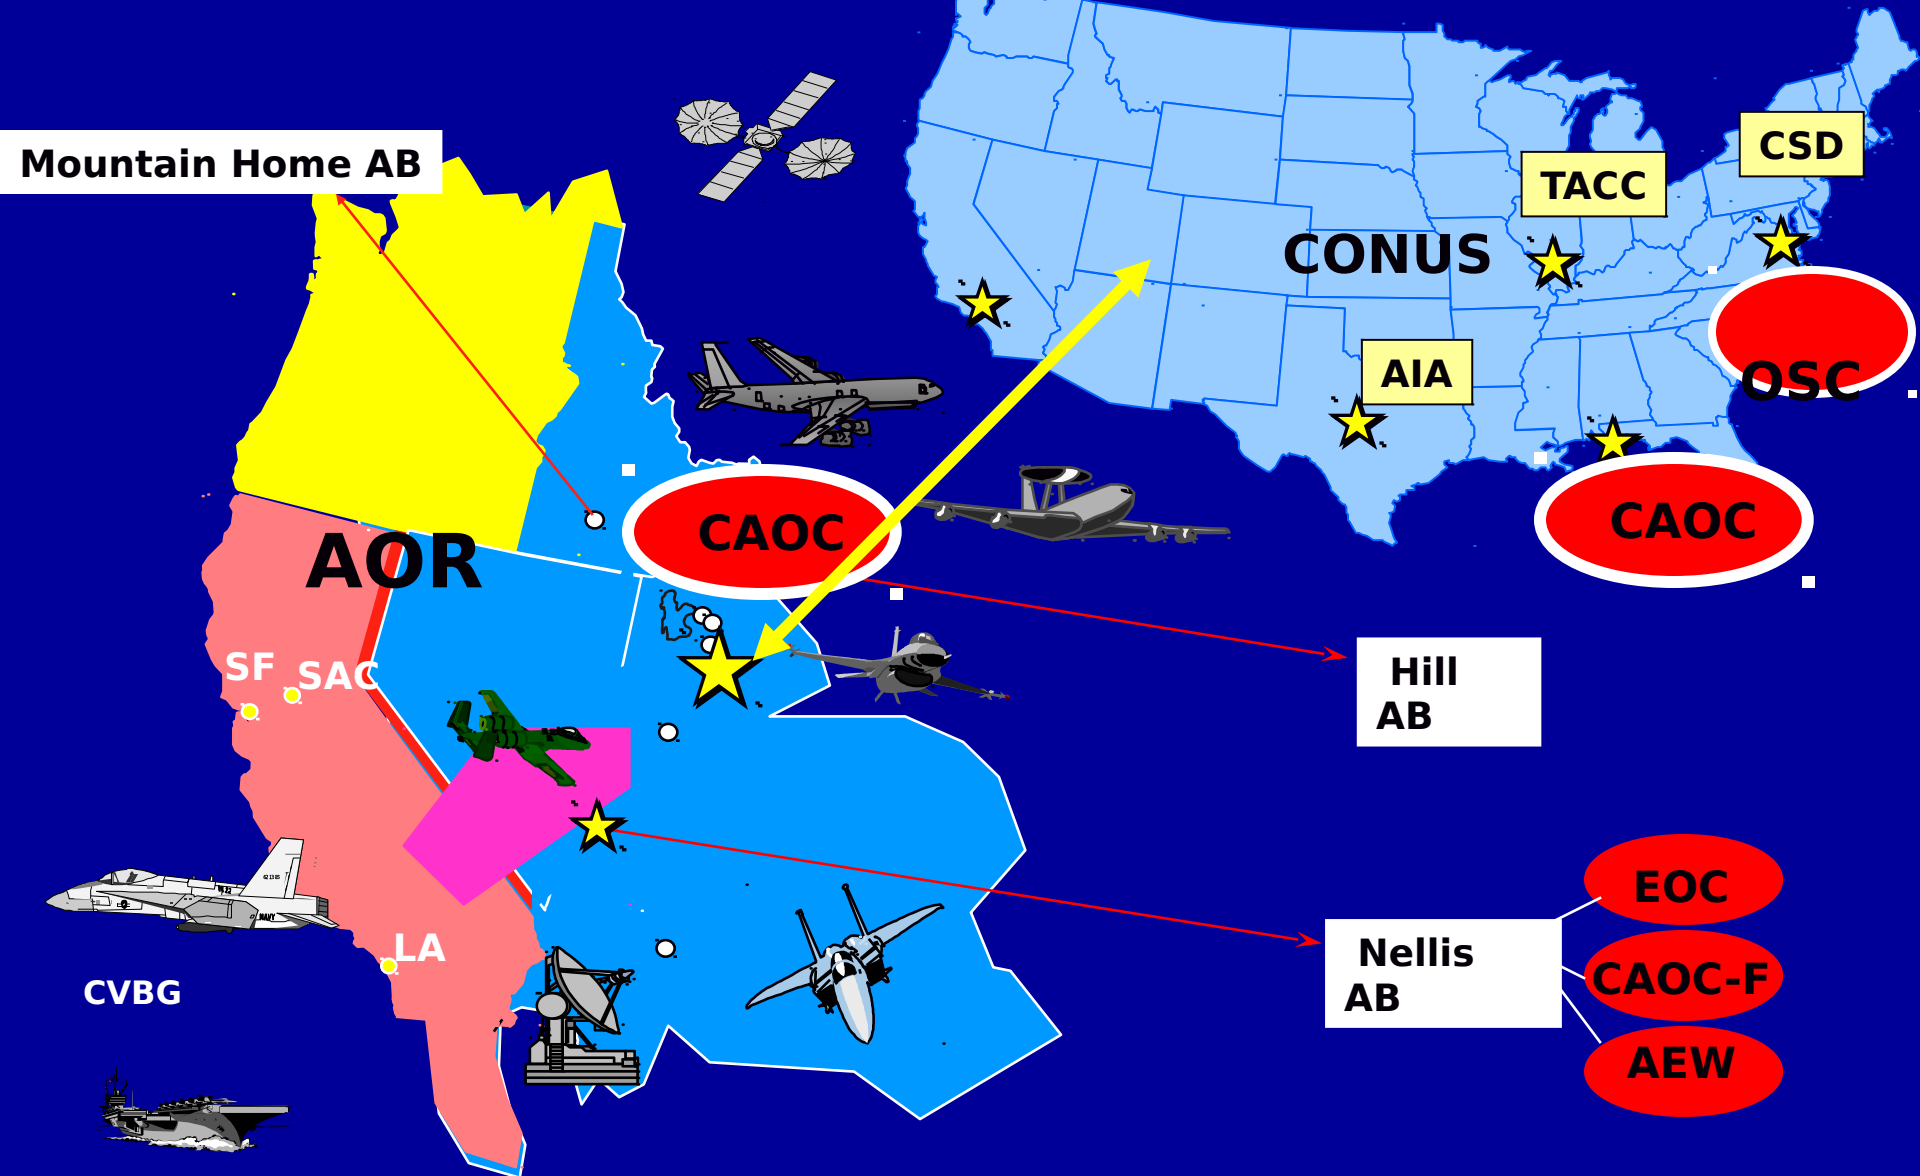 CSD
Mountain Home AB
TACC
CONUS
AIA
OSC
CAOC
CAOC
AOR
SF
SAC
Hill
AB
EOC
NAVY
LA
Nellis
AB
CAOC-F
CVBG
AEW